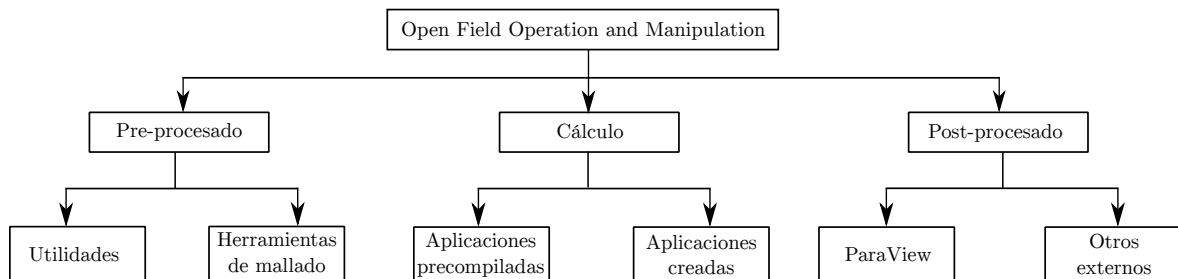 Open Field Operation and Manipulation
Pre-procesado
Cálculo
Post-procesado
Utilidades
Herramientas
de mallado
Aplicaciones
precompiladas
Aplicaciones
creadas
ParaView
Otros
externos